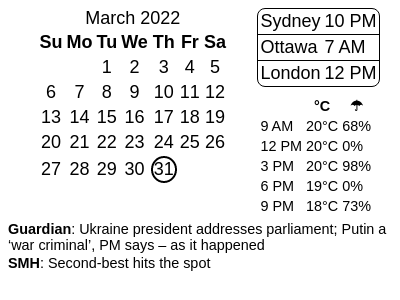 March 2022
Su Mo Tu We Th Fr Sa
1 2 3 4 5
6 7 8 9 10 11 12
13 14 15 16 17 18 19
20 21 22 23 24 25 26
27 28 29 30 31
Sydney 10 PM
Ottawa 7 AM
London 12 PM
°C ☂
9 AM 20°C 68%
12 PM 20°C 0%
3 PM 20°C 98%
6 PM 19°C 0%
9 PM 18°C 73%
Guardian: Ukraine president addresses parliament; Putin a
‘war criminal’, PM says – as it happened
SMH: Second-best hits the spot